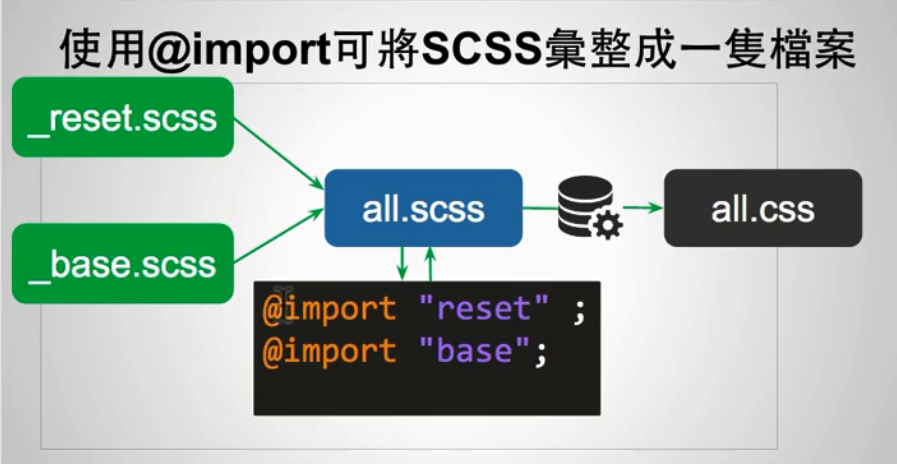 使用@import可將SCSS彙整成一隻檔案
_reset.scss
_base.scss
all.scss
all.css
@import "reset" ;
@import "base";